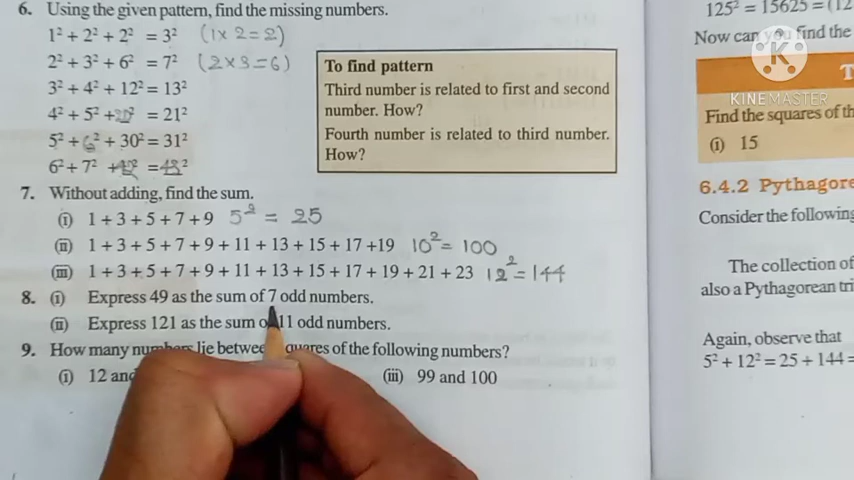 6. Using the given pattern, find the missing numbers.
1² + 2² + 2² = 3² (1 × 2 = 2)
2² + 3² + 6² = 7² (2 × 3 = 6)
3² + 4² + 12² = 13²
4² + 5² + 20² = 21²
5² + 6² + 30² = 31²
6² + 7² + ² = 43²
To find pattern
Third number is related to first and second
number. How?
Fourth number is related to third number.
How?
7. Without adding, find the sum.
(i) 1 + 3 + 5 + 7 + 9 5² = 25
(ii) 1 + 3 + 5 + 7 + 9 + 11 + 13 + 15 + 17 +19 10² = 100
(iii) 1 + 3 + 5 + 7 + 9 + 11 + 13 + 15 + 17 + 19 + 21 + 23 12² = 144
8. (i) Express 49 as the sum of 7 odd numbers.
(ii) Express 121 as the sum 11 odd numbers.
9. How many lie squares of the following numbers?
(i) 12 (iii) 99 and 100
125² = 15625 = (12
Now can you find the
KINEMASTER
Find the squares of
(i) 15
6.4.2
Consider the following
The collection of
also a Pythagorean
Again, observe that
5² + 12² = 25 + 144 =